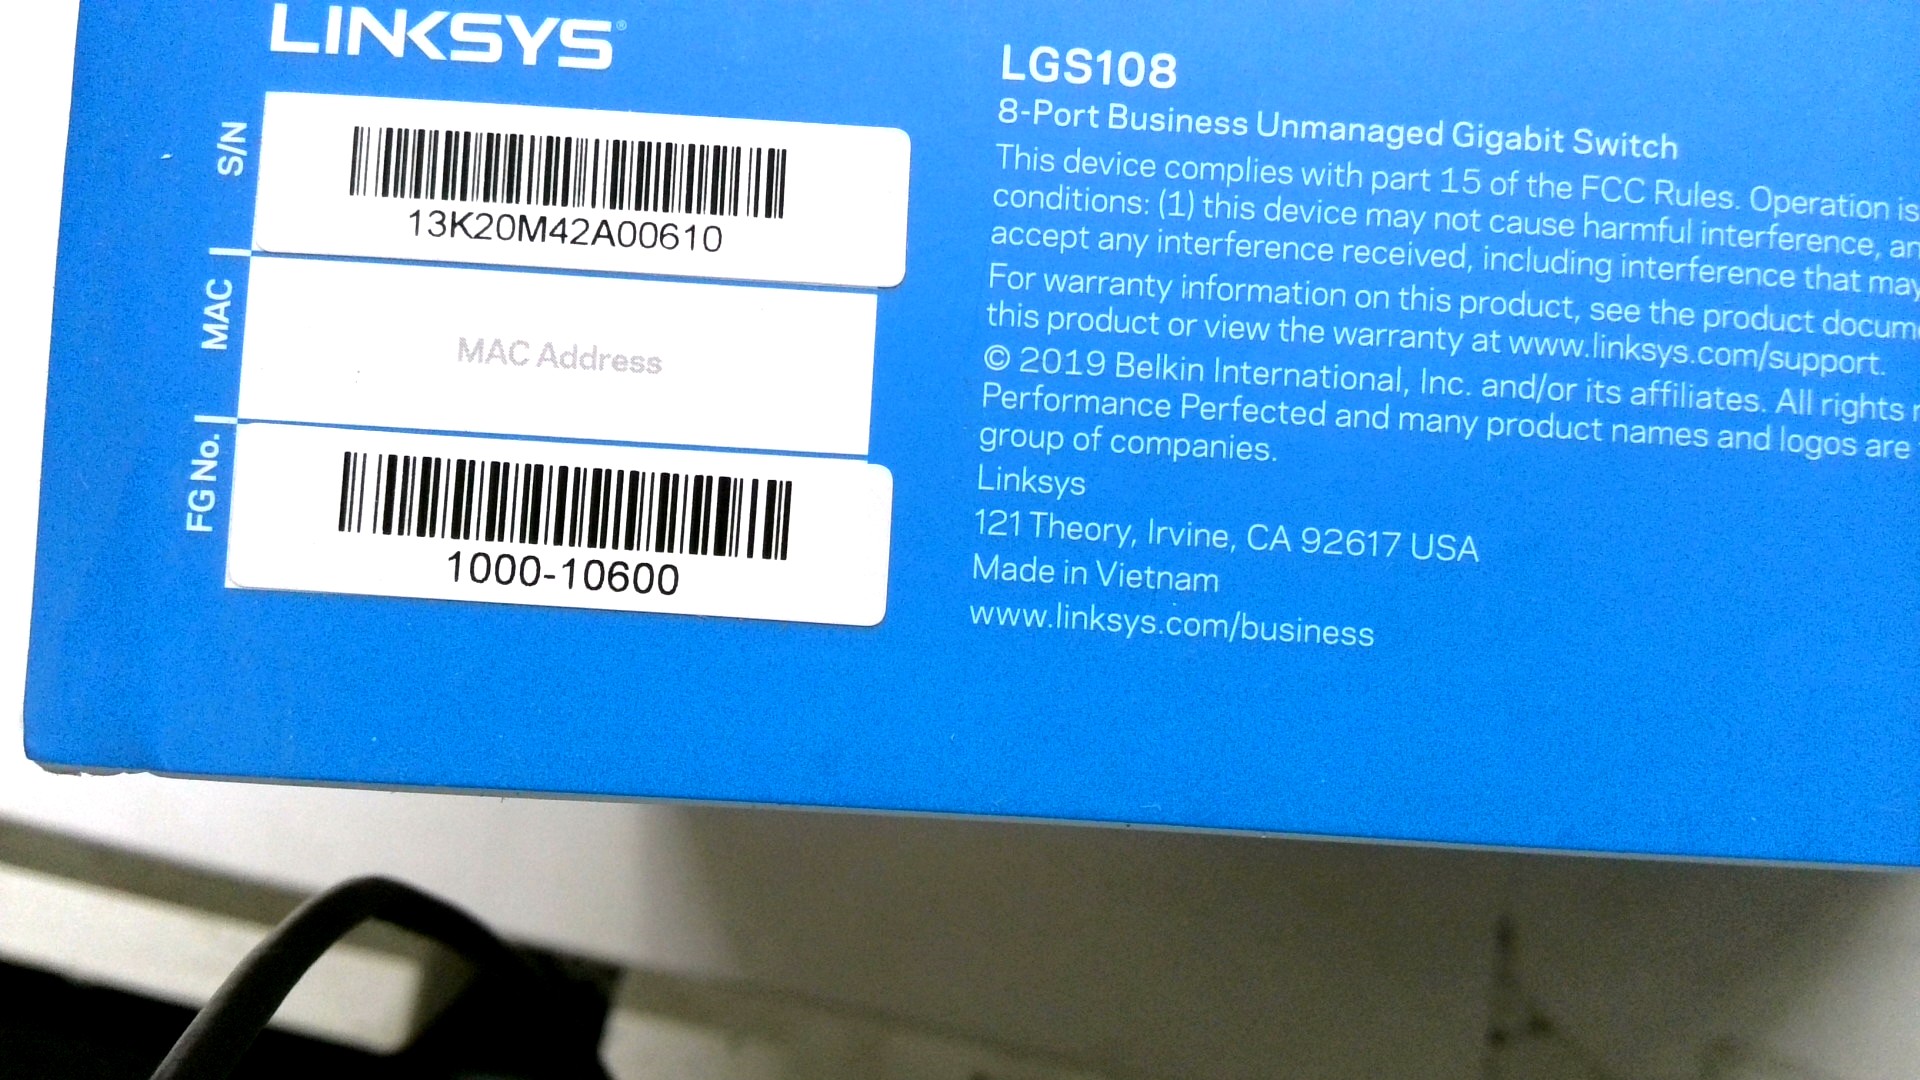 LINKSYS®
S/N
13K20M42A00610
MAC
MAC Address
FG No.
1000-10600
LGS108
8-Port Business Unmanaged Gigabit Switch
This device complies with part 15 of the FCC Rules. Operation is
conditions: (1) this device may not cause harmful interference, an
accept any interference received, including interference that may
For warranty information on this product, see the product docum
this product or view the warranty at www.linksys.com/support.
© 2019 Belkin International, Inc. and/or its affiliates. All rights
Performance Perfected and many product names and logos are
group of companies.
Linksys
121 Theory, Irvine, CA 92617 USA
Made in Vietnam
www.linksys.com/business